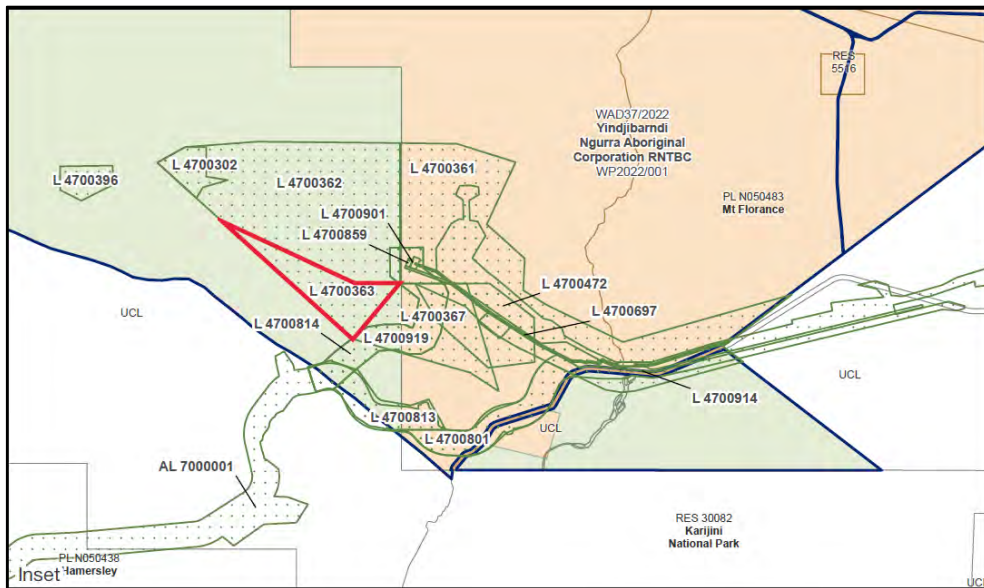 RES
5516
WAD37/2022
Yindjibarndi
Ngurra Aboriginal
Corporation RNTBC
WP2022/001
L 4700302
L 4700361
L 4700396
L 4700362
PL N050483
Mt Florance
L 4700901
L 4700859
L 4700472
L 4700363
L 4700367
L 4700697
UCL
L 4700814
L 4700919
UCL
L 4700914
L 4700813
UCL
L 4700801
AL 7000001
RES 30082
Karijini
National Park
PL N050438
Hamersley
Inset
UCL